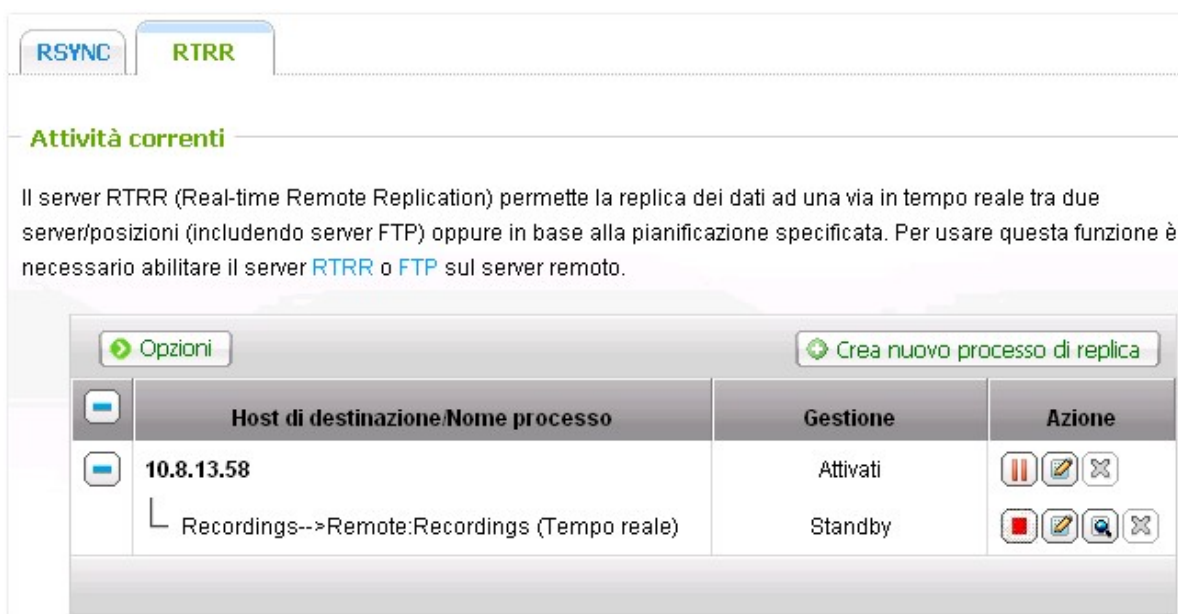 RSYNC RTRR
Attività correnti
Il server RTRR (Real-time Remote Replication) permette la replica dei dati ad una via in tempo reale tra due
server/posizioni (includendo server FTP) oppure in base alla pianificazione specificata. Per usare questa funzione è
necessario abilitare il server RTRR o FTP sul server remoto.
Opzioni Crea nuovo processo di replica
Host di destinazione/Nome processo Gestione Azione
10.8.13.58 Attivati
Recordings-->Remote:Recordings (Tempo reale) Standby